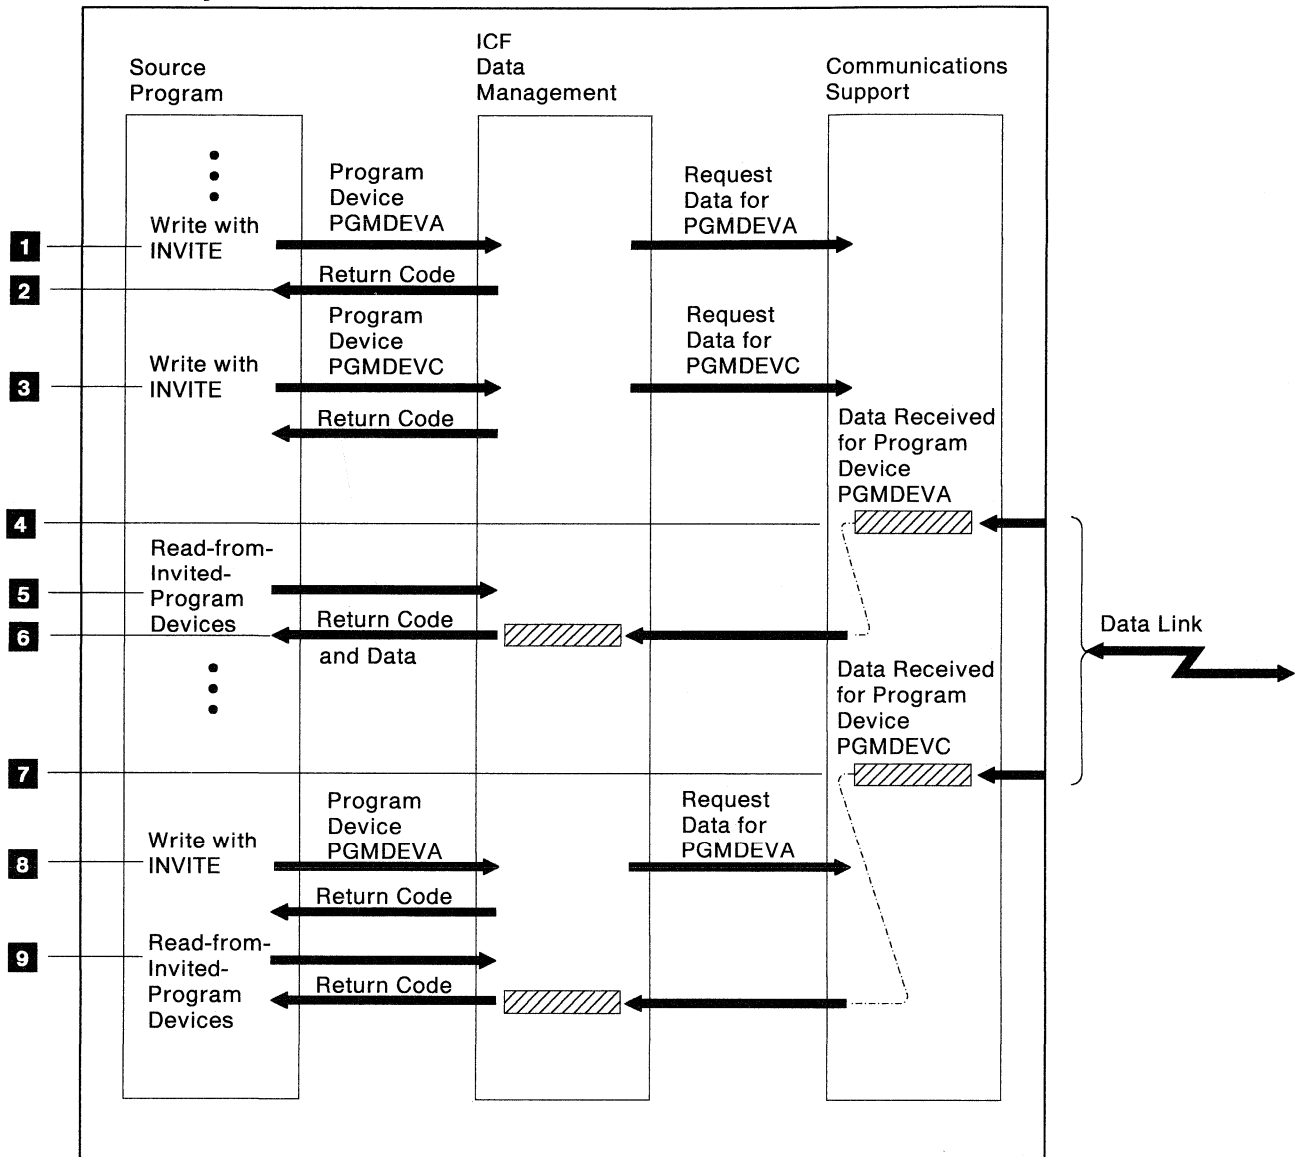 Source
Program
ICF
Data
Management
Communications
Support
Program
Device
PGMDEVA
Request
Data for
PGMDEVA
1
Write with
INVITE
2
Return Code
Program
Device
PGMDEVC
Request
Data for
PGMDEVC
3
Write with
INVITE
Return Code
Data Received
for Program
Device
PGMDEVA
4
5
Read-from-
Invited-
Program
Devices
6
Return Code
and Data
Data Link
Data Received
for Program
Device
PGMDEVC
7
Program
Device
PGMDEVA
Request
Data for
PGMDEVA
8
Write with
INVITE
Return Code
9
Read-from-
Invited-
Program
Devices
Return Code